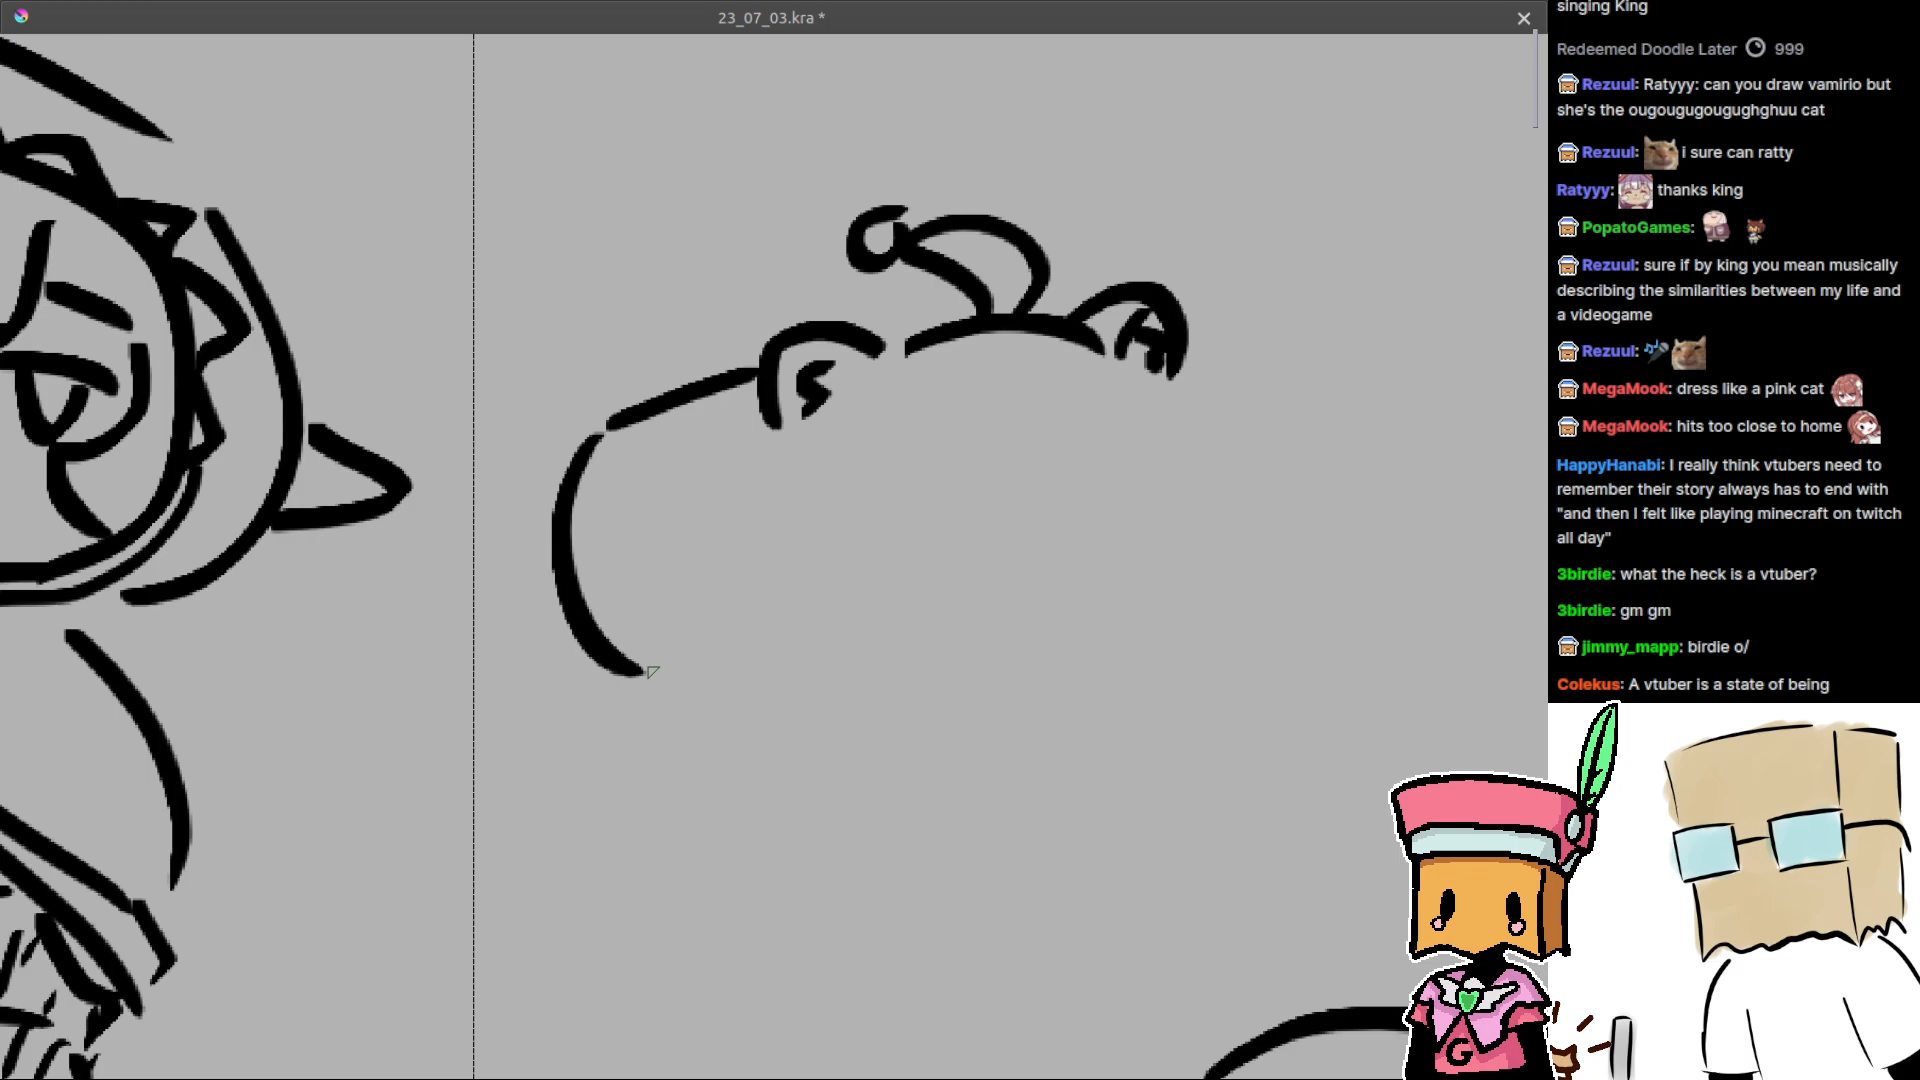 23_07_03.kra *
singing King
Redeemed Doodle Later 999
Rezuul: Ratyyy: can you draw vamirio but
she's the ougougugougughghuu cat
Rezuul: i sure can ratty
Ratyyy: thanks king
PopatoGames:
Rezuul: sure if by king you mean musically
describing the similarities between my life and
a videogame
Rezuul:
MegaMook: dress like a pink cat
MegaMook: hits too close to home
HappyHanabi: I really think vtubers need to
remember their story always has to end with
"and then I felt like playing minecraft on twitch
all day"
3birdie: what the heck is a vtuber?
3birdie: gm gm
jimmy_mapp: birdie o/
Colekus: A vtuber is a state of being
G